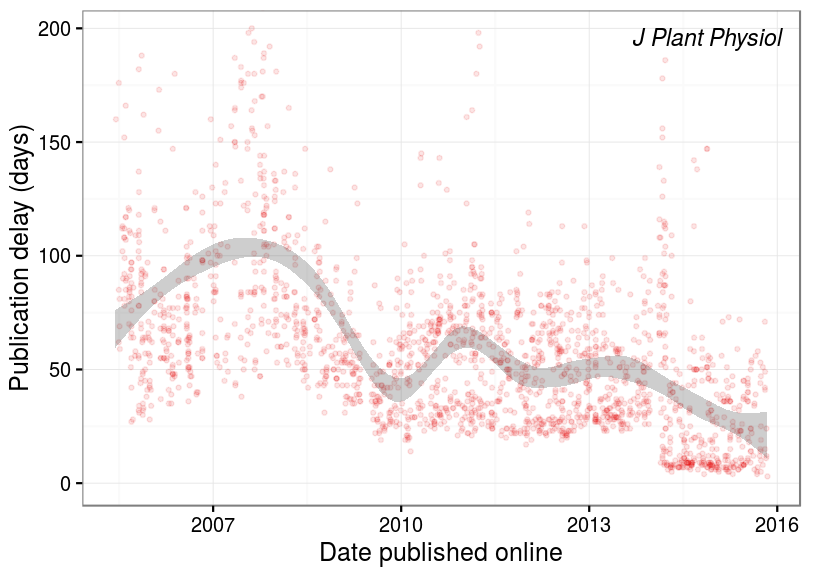 J Plant Physiol
200
150
100
50
0
Publication delay (days)
2007 2010 2013 2016
Date published online